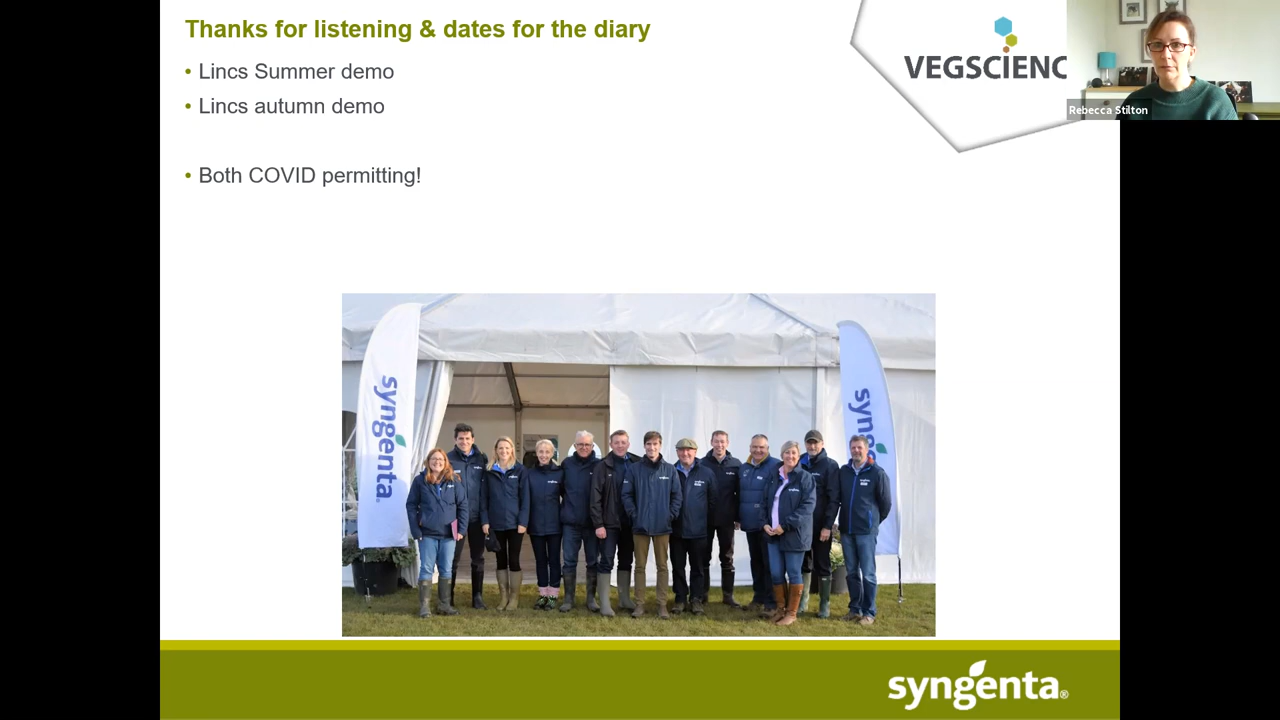 Thanks for listening & dates for the diary
• Lincs Summer demo
• Lincs autumn demo
• Both COVID permitting!
VEGSCIENC
Rebecca Stilton
syngenta
syngenta
syngenta®